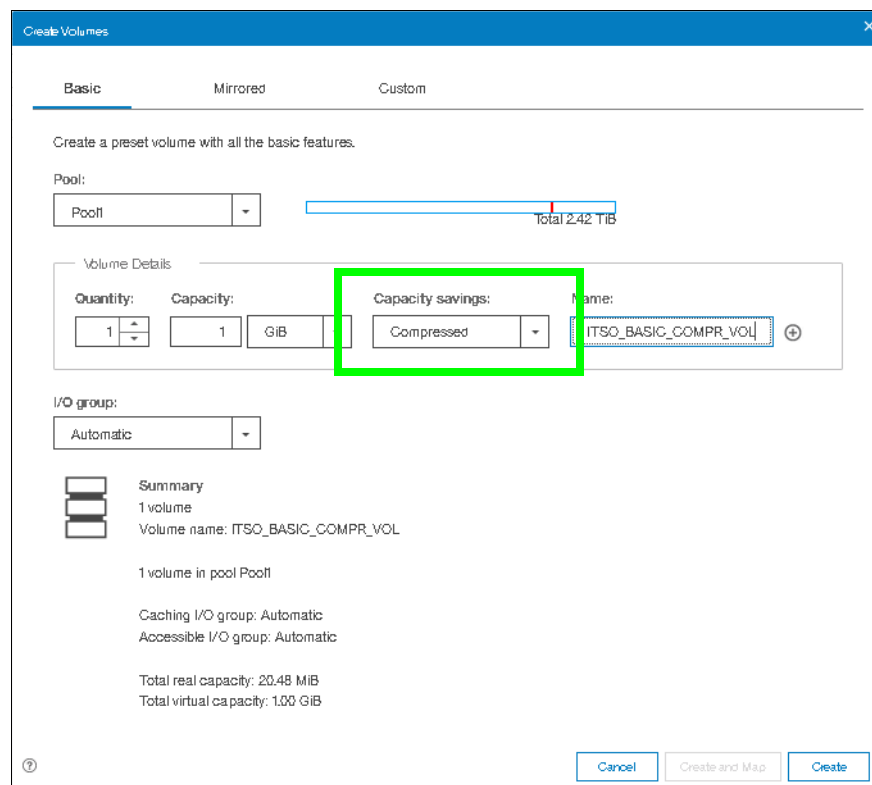 Create Volumes
Basic Mirrored Custom
Create a preset volume with all the basic features.
Pool:
Pool1
Total 2.42 TiB
Volume Details
Quantity: Capacity: Capacity savings: Name:
1 1 GiB Compressed ITSO_BASIC_COMPR_VOL
I/O group:
Automatic
Summary
1 volume
Volume name: ITSO_BASIC_COMPR_VOL
1 volume in pool Pool1
Caching I/O group: Automatic
Accessible I/O group: Automatic
Total real capacity: 20.48 MiB
Total virtual capacity: 1.00 GiB
? Cancel Create and Map Create